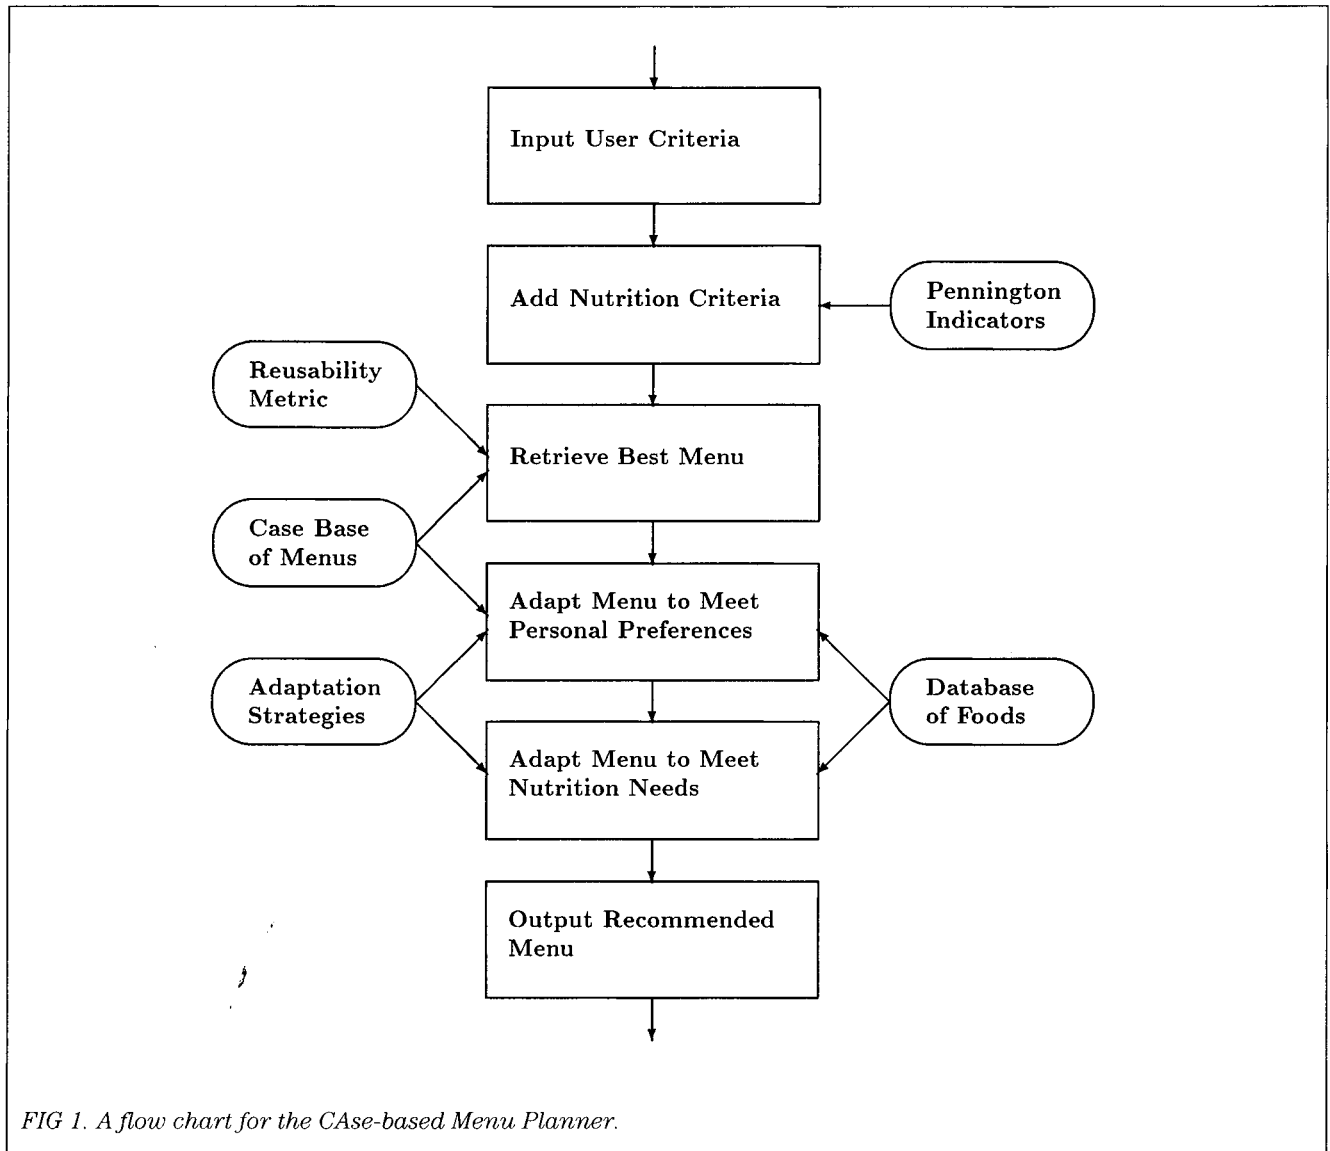 Input User Criteria
Add Nutrition Criteria
Pennington
Indicators
Reusability
Metric
Retrieve Best Menu
Case Base
of Menus
Adapt Menu to Meet
Personal Preferences
Adaptation
Strategies
Database
of Foods
Adapt Menu to Meet
Nutrition Needs
Output Recommended
Menu
FIG 1. A flow chart for the CAse-based Menu Planner.